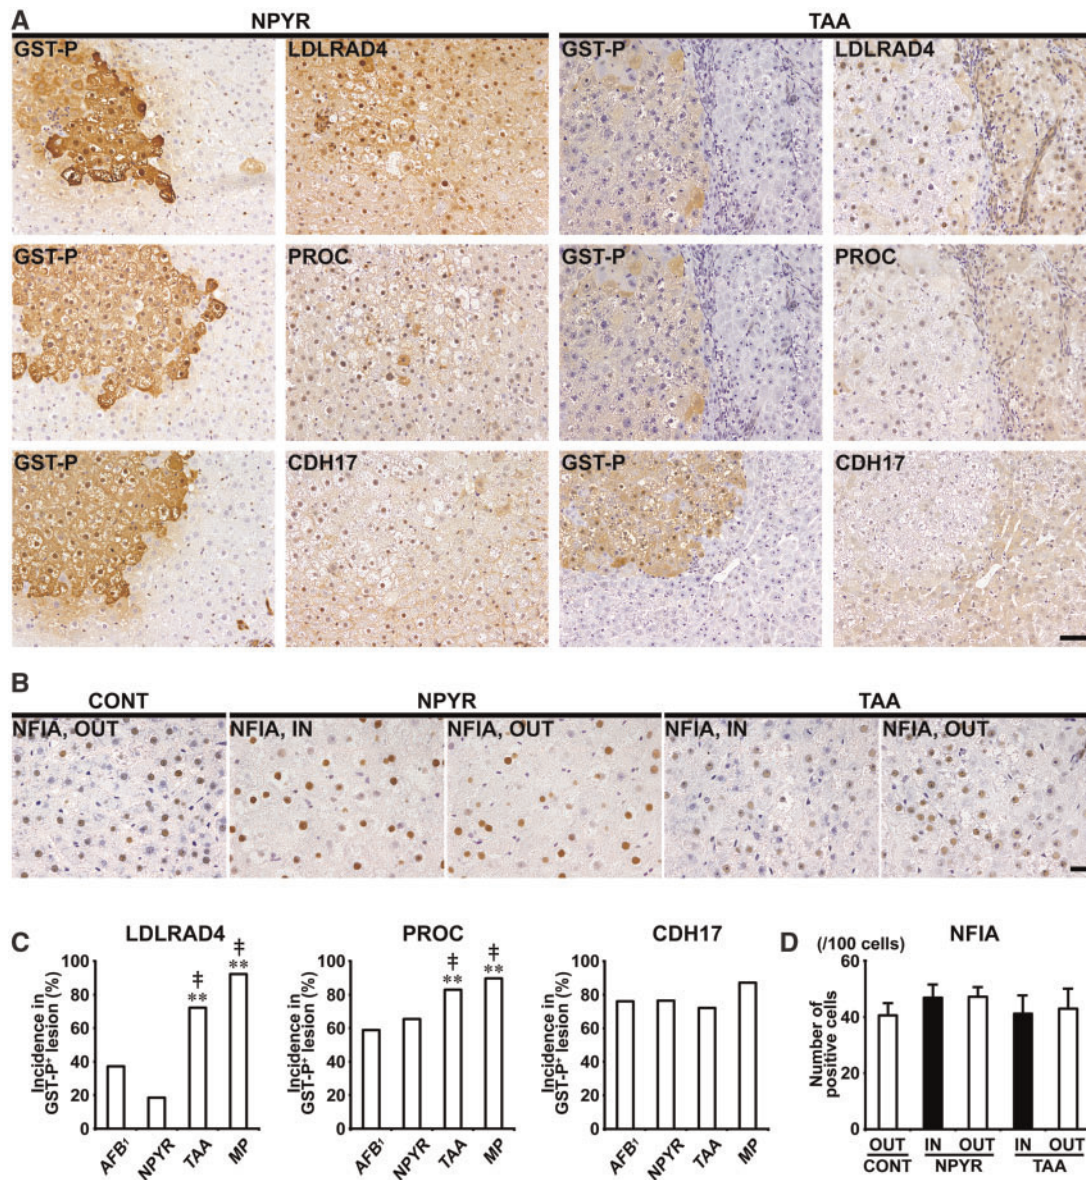 A
NPYR TAA
GST-P LDLRAD4 GST-P LDLRAD4
GST-P PROC GST-P PROC
GST-P CDH17 GST-P CDH17
B
CONT NPYR TAA
NFIA, OUT NFIA, IN NFIA, OUT NFIA, IN NFIA, OUT
C
LDLRAD4
Incidence in
GST-P⁺ lesion (%)
100
80
60
40
20
0
‡
**
‡
**
AFB¹ NPYR TAA MP
PROC
Incidence in
GST-P⁺ lesion (%)
100
80
60
40
20
0
‡
**
‡
**
AFB¹ NPYR TAA MP
CDH17
Incidence in
GST-P⁺ lesion (%)
100
80
60
40
20
0
AFB¹ NPYR TAA MP
D
(/100 cells) NFIA
Number of
positive cells
60
40
20
0
OUT IN OUT IN OUT
CONT NPYR TAA